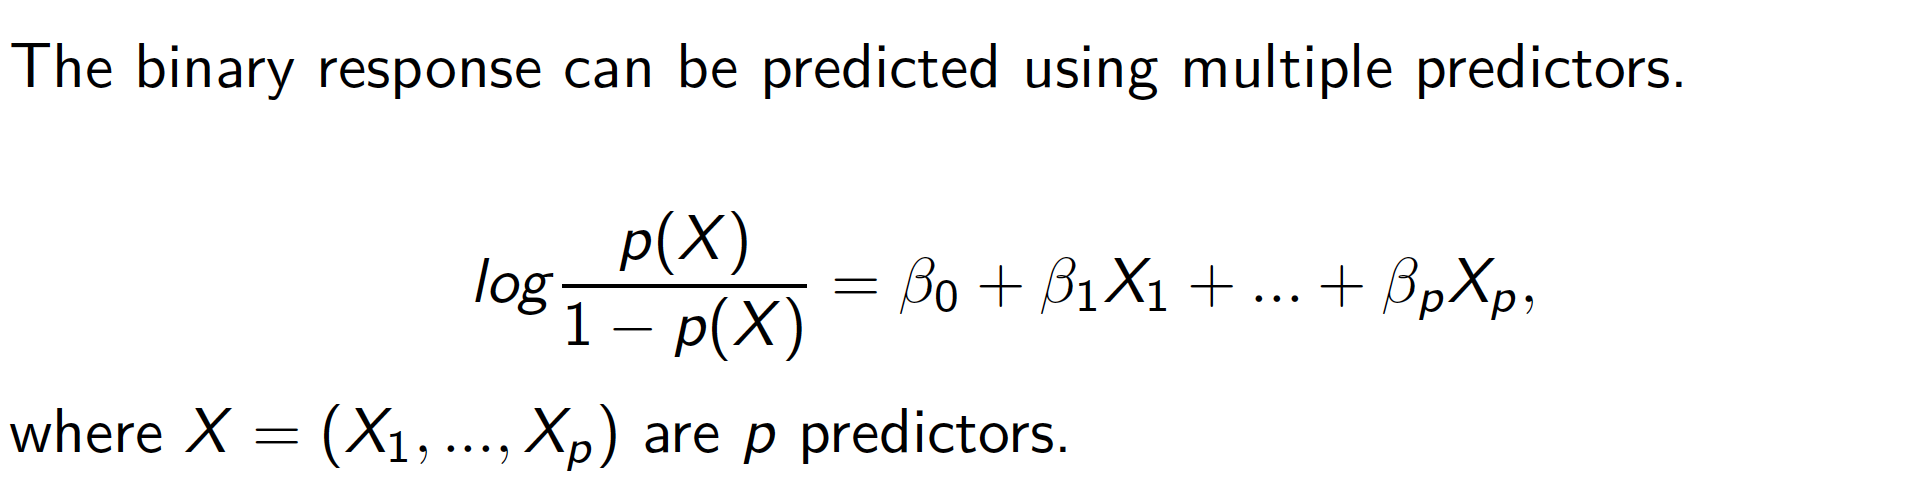 The binary response can be predicted using multiple predictors.
log p(X) / 1 − p(X) = β₀ + β₁X₁ + ... + βₚXₚ,
where X = (X₁, ..., Xₚ) are p predictors.